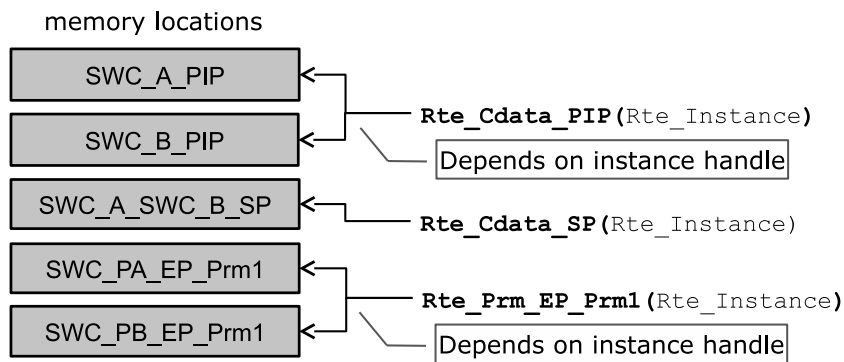 memory locations
SWC_A_PIP
Rte_Cdata_PIP(Rte_Instance)
SWC_B_PIP
Depends on instance handle
SWC_A_SWC_B_SP
Rte_Cdata_SP(Rte_Instance)
SWC_PA_EP_Prm1
Rte_Prm_EP_Prm1(Rte_Instance)
SWC_PB_EP_Prm1
Depends on instance handle